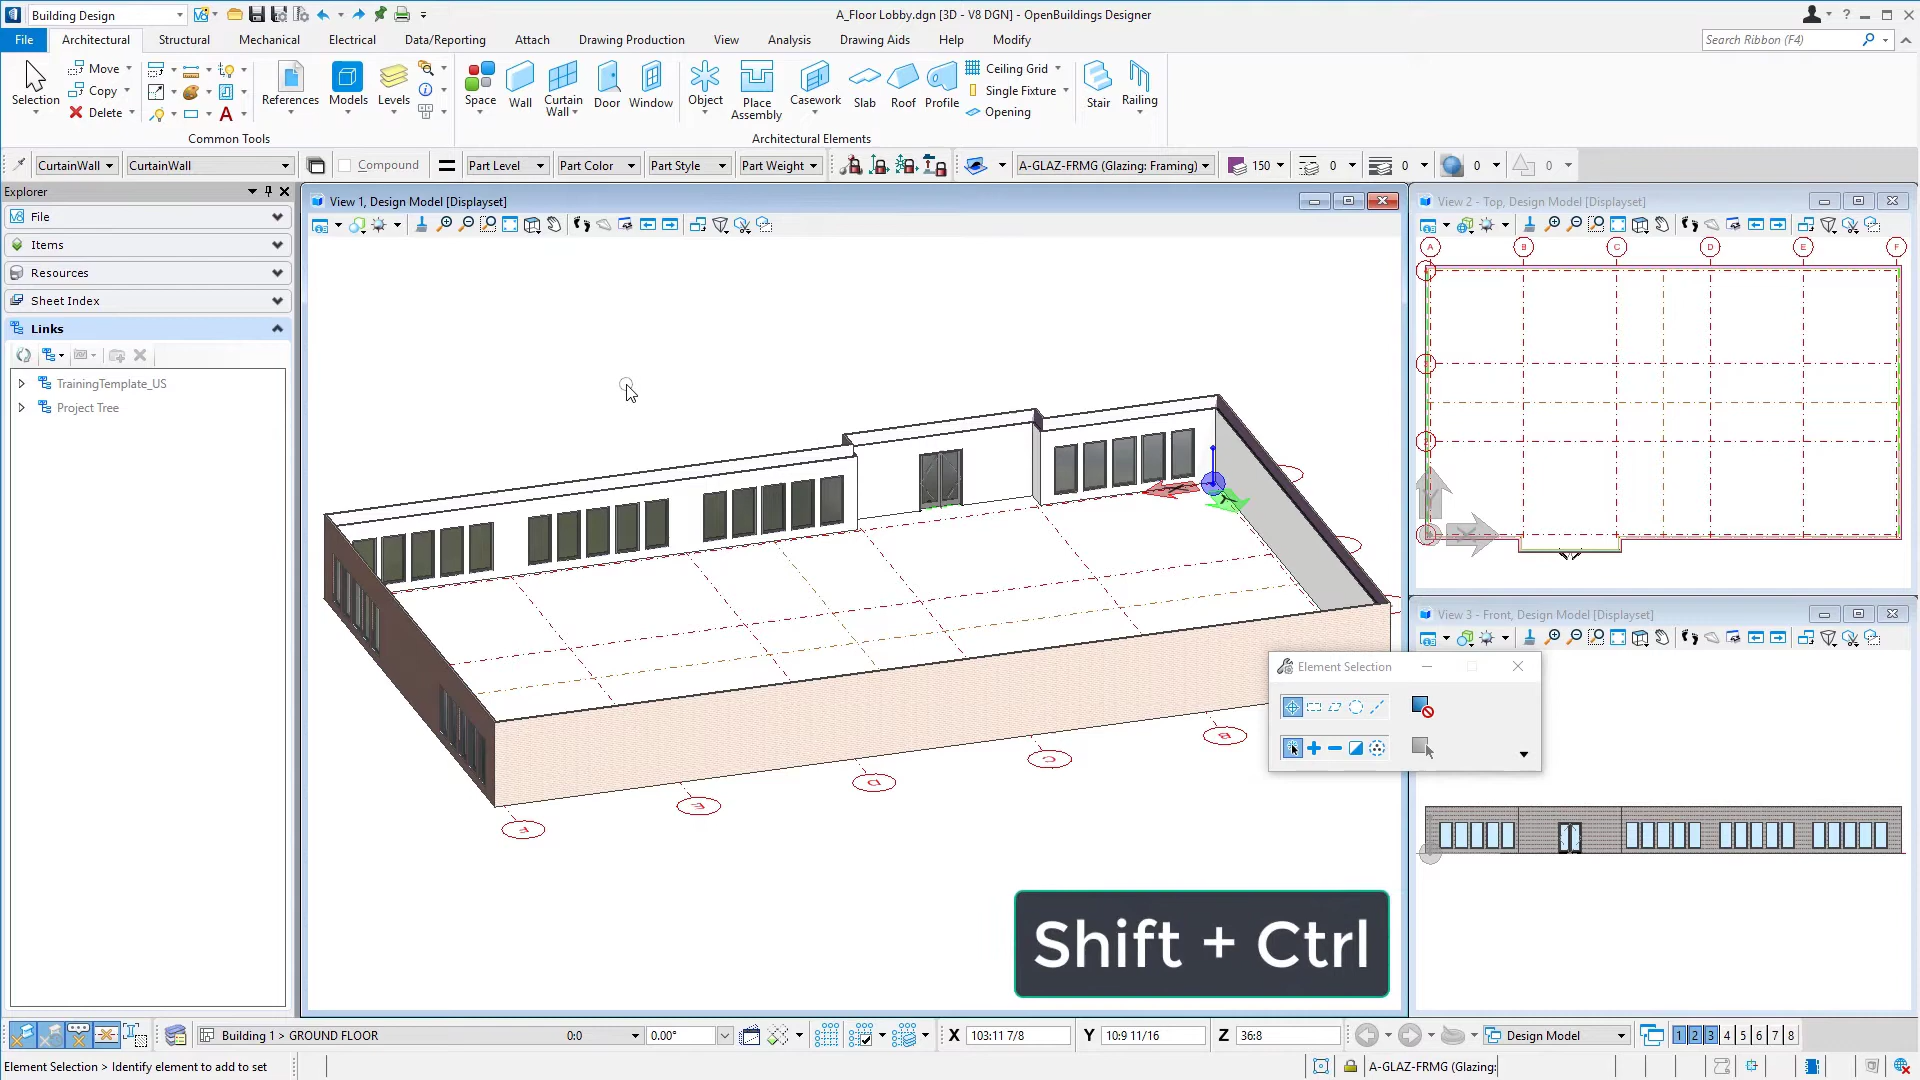 Building Design
A_Floor Lobby.dgn [3D - V8 DGN] - OpenBuildings Designer
File
Architectural
Structural
Mechanical
Electrical
Data/Reporting
Attach
Drawing Production
View
Analysis
Drawing Aids
Help
Modify
Search Ribbon (F4)
Selection
Move
Copy
Delete
References
Models
Levels
Common Tools
Space
Wall
Curtain
Wall
Door
Window
Object
Place
Assembly
Casework
Slab
Roof
Profile
Ceiling Grid
Single Fixture
Opening
Stair
Railing
Architectural Elements
CurtainWall
CurtainWall
Compound
Part Level
Part Color
Part Style
Part Weight
A-GLAZ-FRMG (Glazing: Framing)
150
0
0
0
0
Explorer
File
Items
Resources
Sheet Index
Links
TrainingTemplate_US
Project Tree
View 1, Design Model [Displayset]
X
Y
F
E
D
C
B
View 2 - Top, Design Model [Displayset]
A
B
C
D
E
F
2
X
View 3 - Front, Design Model [Displayset]
Element Selection
Shift + Ctrl
Building 1 > GROUND FLOOR
0:0
0.00°
X 103:11 7/8
Y 10:9 11/16
Z 36:8
Design Model
1 2 3 4 5 6 7 8
Element Selection > Identify element to add to set
A-GLAZ-FRMG (Glazing: